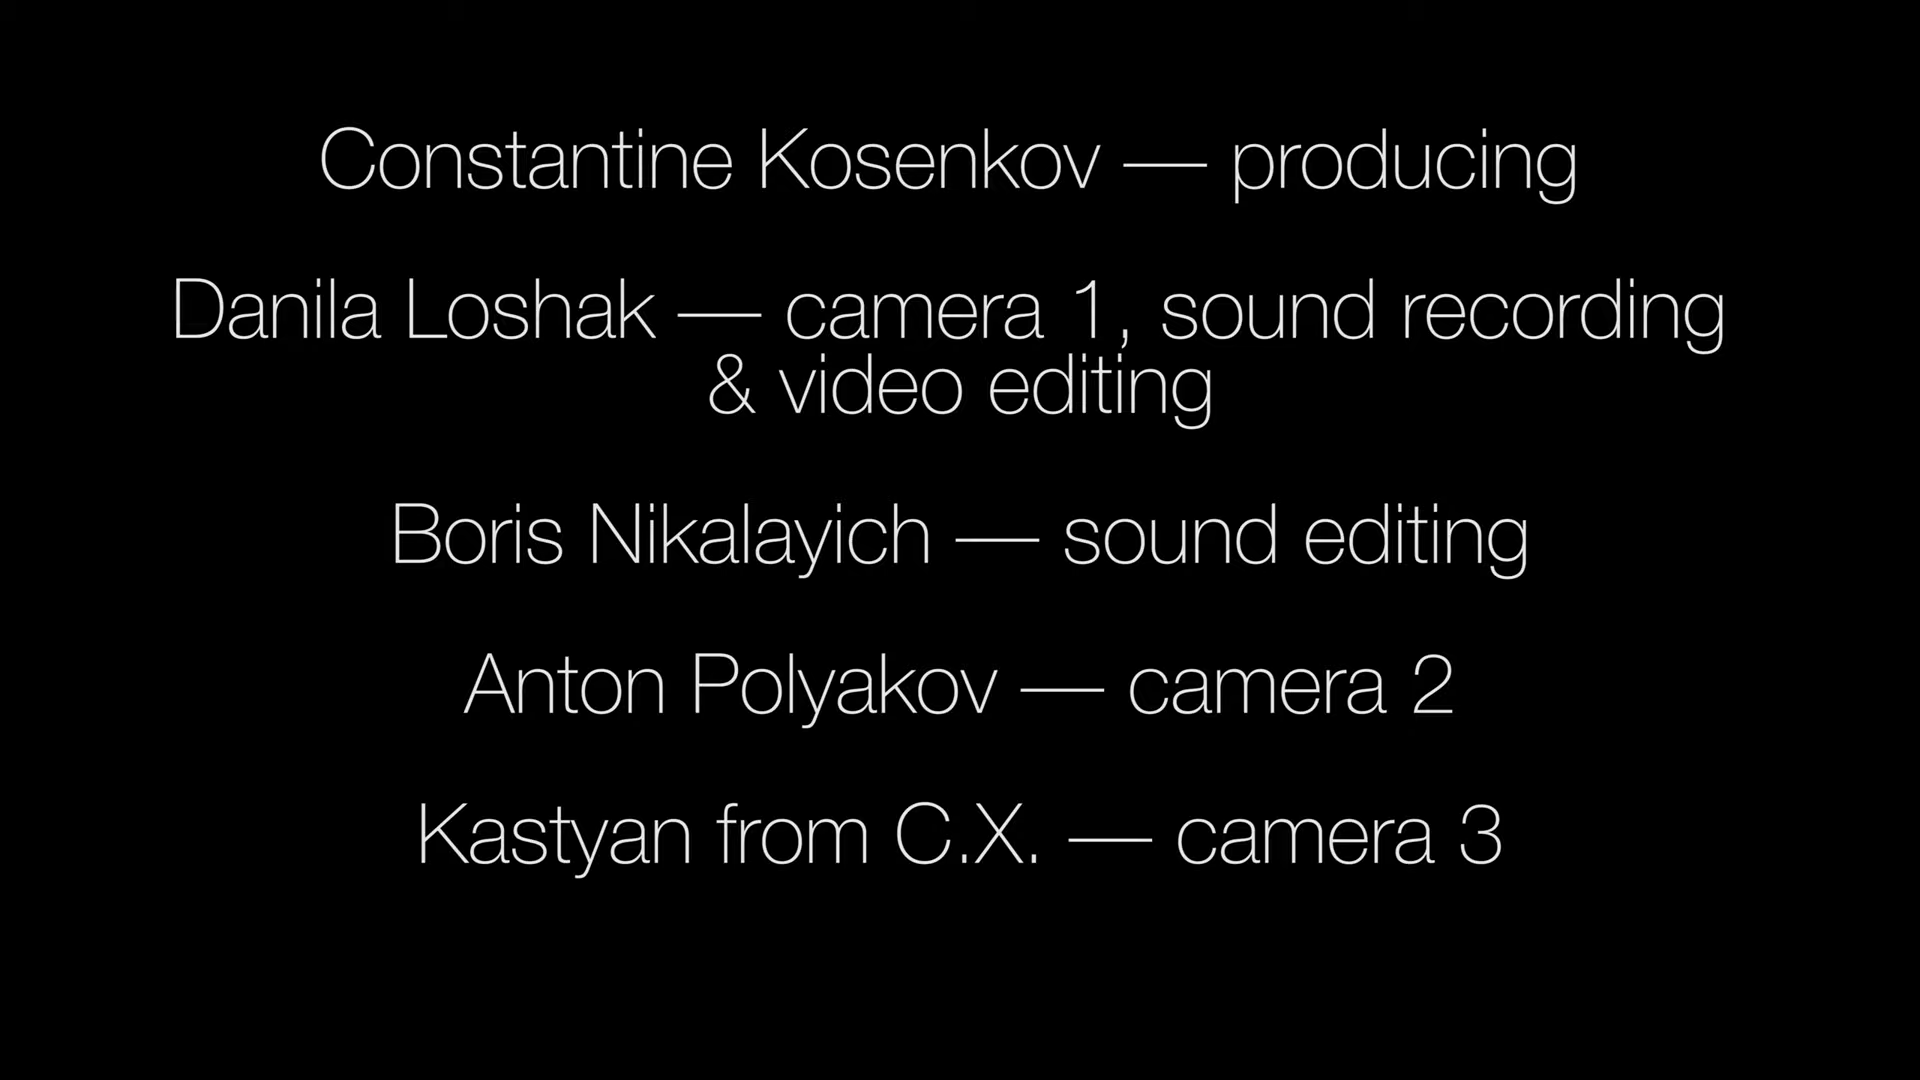 Constantine Kosenkov — producing
Danila Loshak — camera 1, sound recording
& video editing
Boris Nikalayich — sound editing
Anton Polyakov — camera 2
Kastyan from C.X. — camera 3